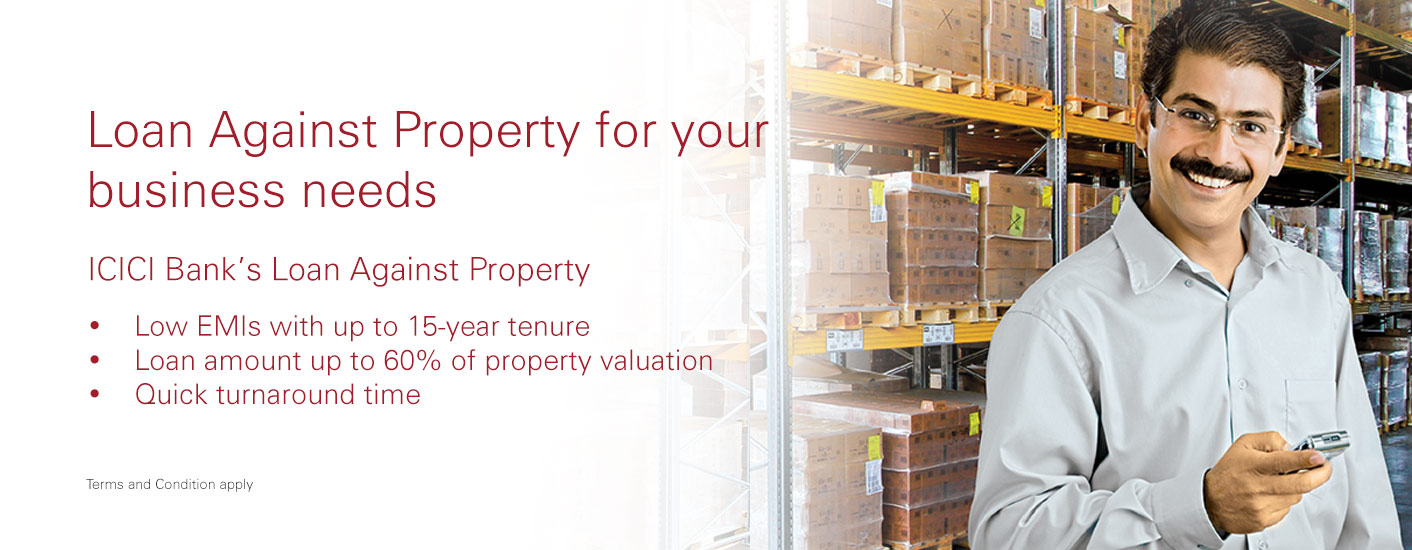 Loan Against Property for your
business needs
ICICI Bank’s Loan Against Property
• Low EMIs with up to 15-year tenure
• Loan amount up to 60% of property valuation
• Quick turnaround time
Terms and Condition apply